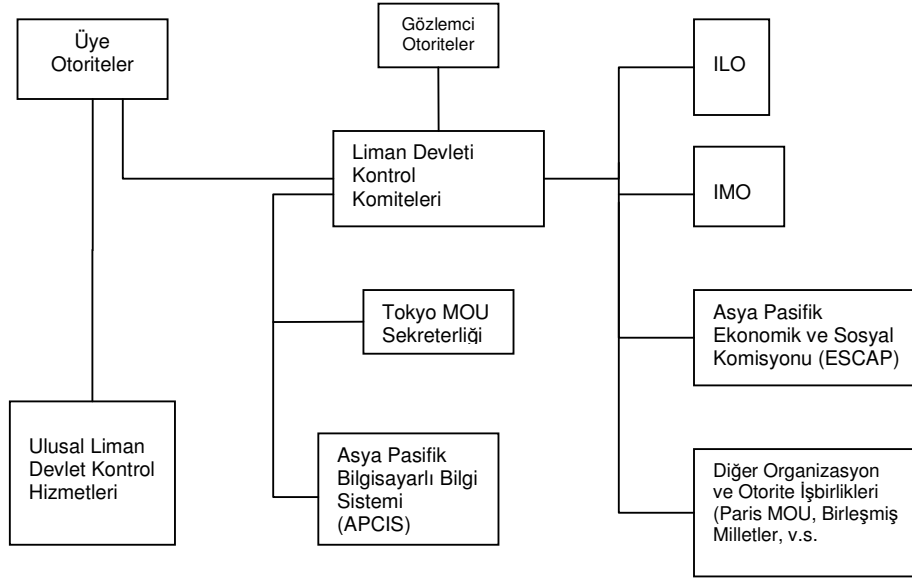 Üye
Otoriteler
Gözlemci
Otoriteler
ILO
Liman Devleti
Kontrol
Komiteleri
IMO
Tokyo MOU
Sekreterliği
Asya Pasifik
Ekonomik ve Sosyal
Komisyonu (ESCAP)
Ulusal Liman
Devlet Kontrol
Hizmetleri
Asya Pasifik
Bilgisayarlı Bilgi
Sistemi
(APCIS)
Diğer Organizasyon
ve Otorite İşbirlikleri
(Paris MOU, Birleşmiş
Milletler, v.s.